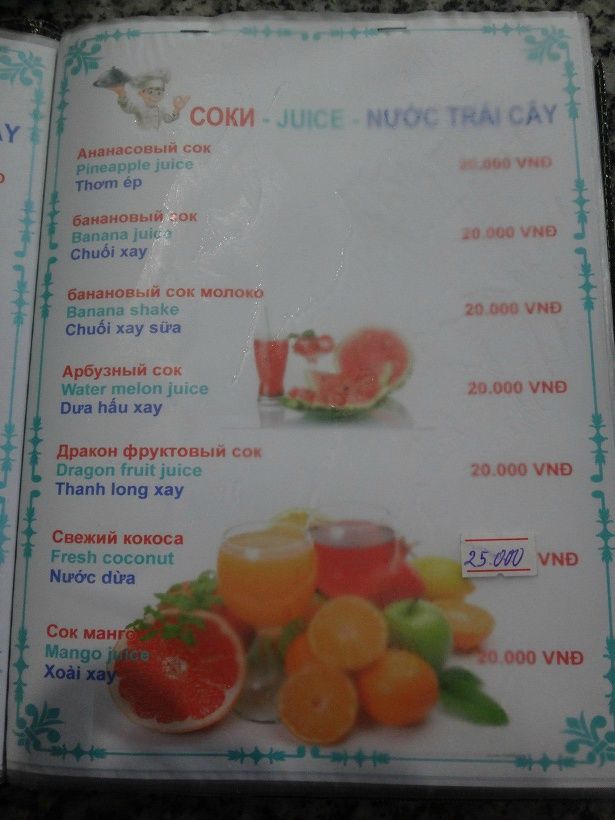 СОКИ - JUICE - NƯỚC TRÁI CÂY
Ананасовый сок
Pineapple juice 20.000 VNĐ
Thơm ép
банановый сок
Banana juice 20.000 VNĐ
Chuối xay
банановый сок молоко
Banana shake 20.000 VNĐ
Chuối xay sữa
Арбузный сок
Water melon juice 20.000 VNĐ
Dưa hấu xay
Дракон фруктовый сок
Dragon fruit juice 20.000 VNĐ
Thanh long xay
Свежий кокоса
Fresh coconut 25.000 VNĐ
Nước dừa
Сок манго
Mango juice 20.000 VNĐ
Xoài xay